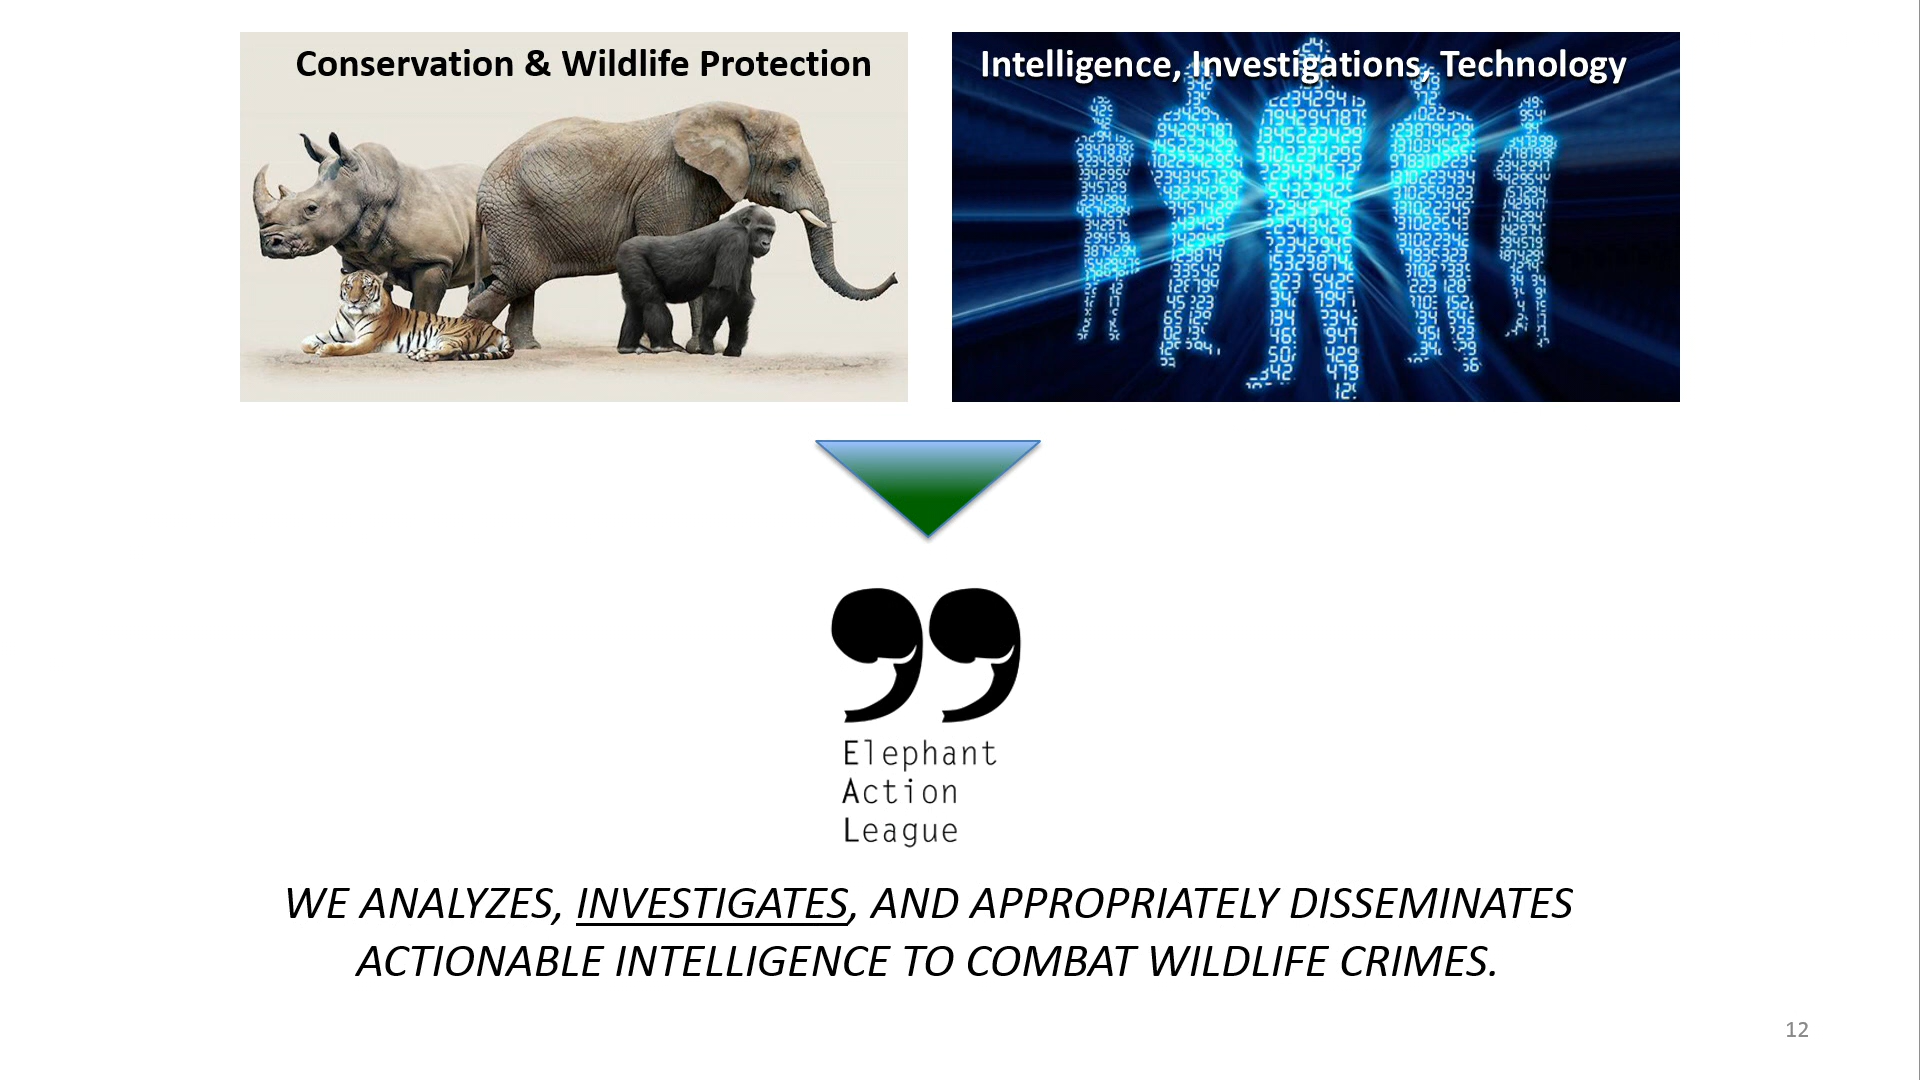 Conservation & Wildlife Protection
Intelligence, Investigations, Technology
Elephant
Action
League
WE ANALYZES, INVESTIGATES, AND APPROPRIATELY DISSEMINATES
ACTIONABLE INTELLIGENCE TO COMBAT WILDLIFE CRIMES.
12